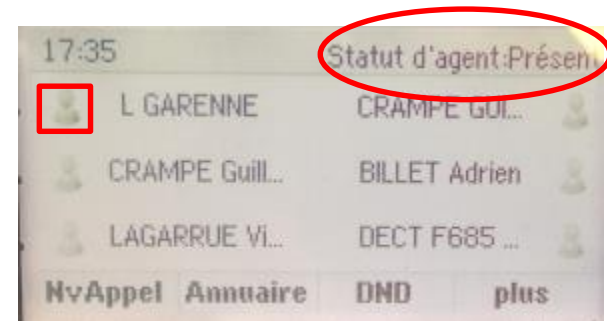 17:35 Statut d'agent:Présent
L GARENNE CRAMPE GUI...
CRAMPE Guill... BILLET Adrien
LAGARRUE Vi... DECT F685 ...
NvAppel Annuaire DND plus